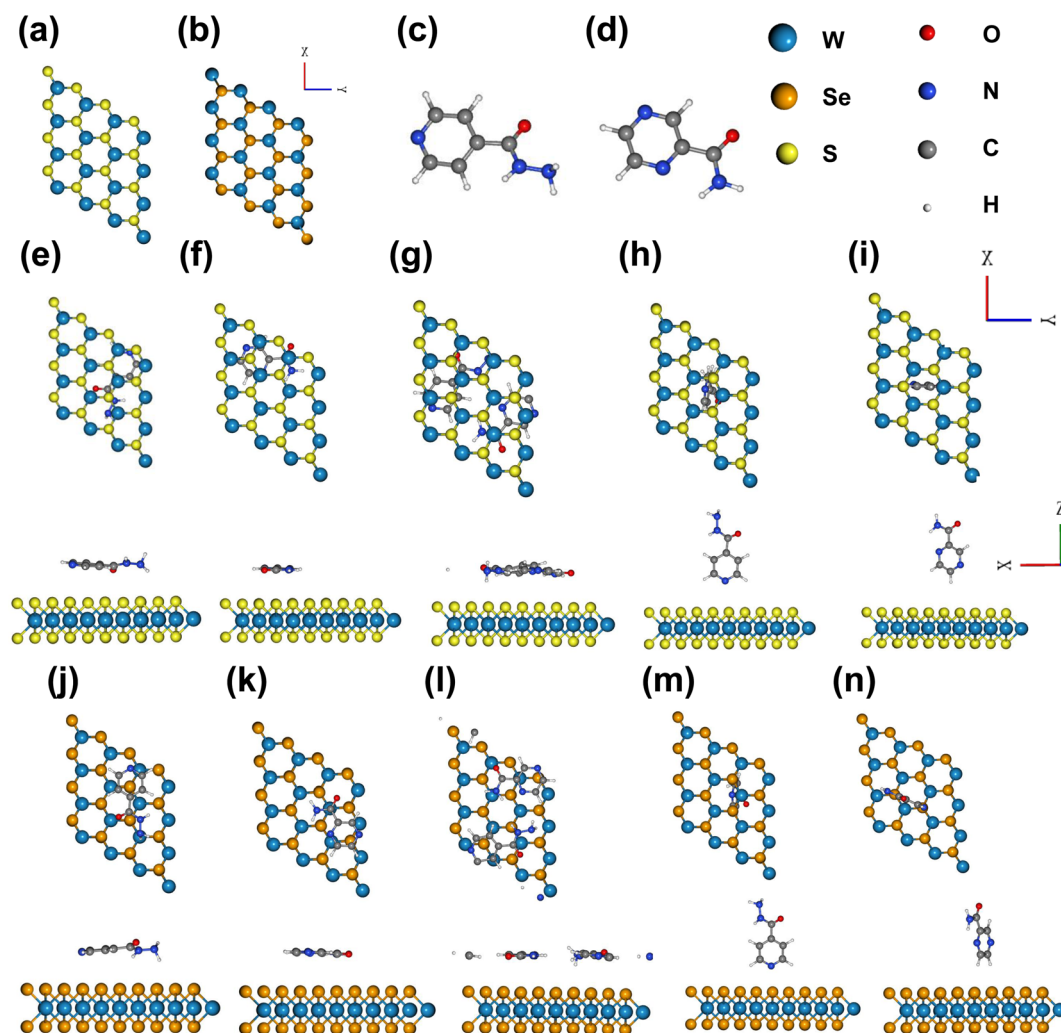 (a) (b) (c) (d)
X
Y
W O
Se N
S C
H
(e) (f) (g) (h) (i)
X
Y
Z
X
(j) (k) (l) (m) (n)